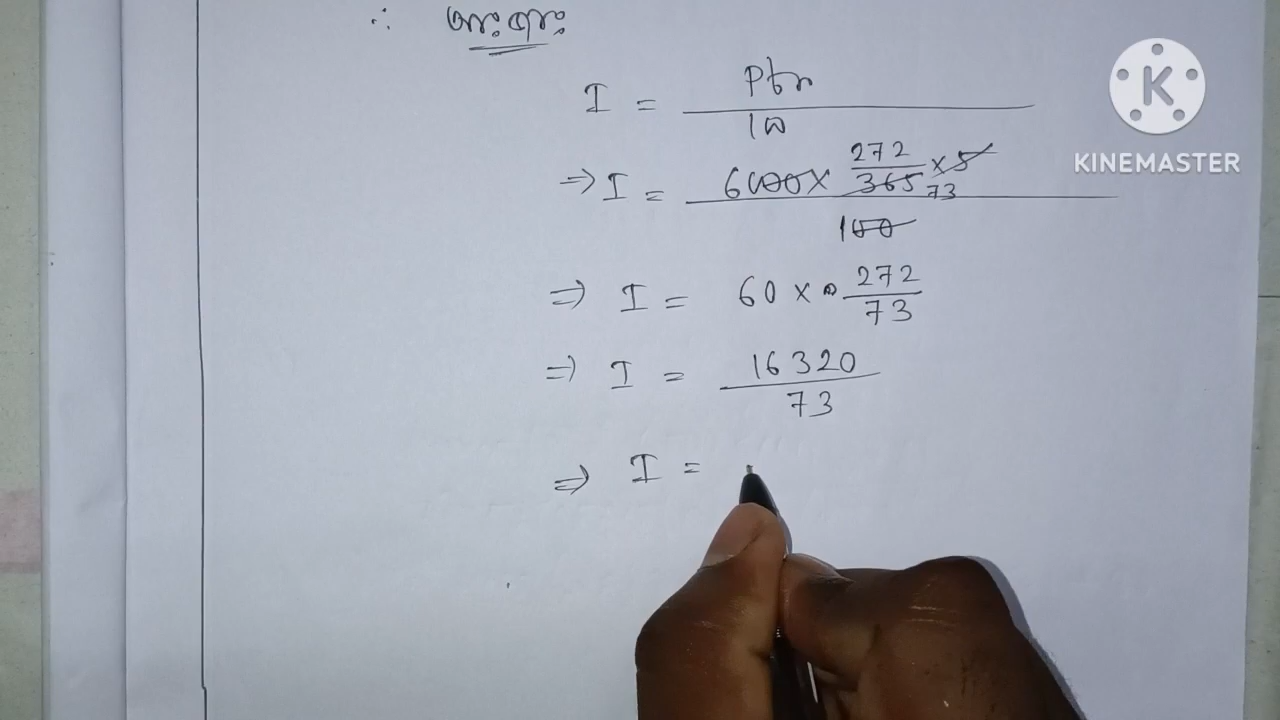 ∴ আঃআঃ
I = Ptr / 100
K
KINEMASTER
⇒ I = 6000 × 272/365 × 5 / 100
73
⇒ I = 60 × 272/73
⇒ I = 16320/73
⇒ I =